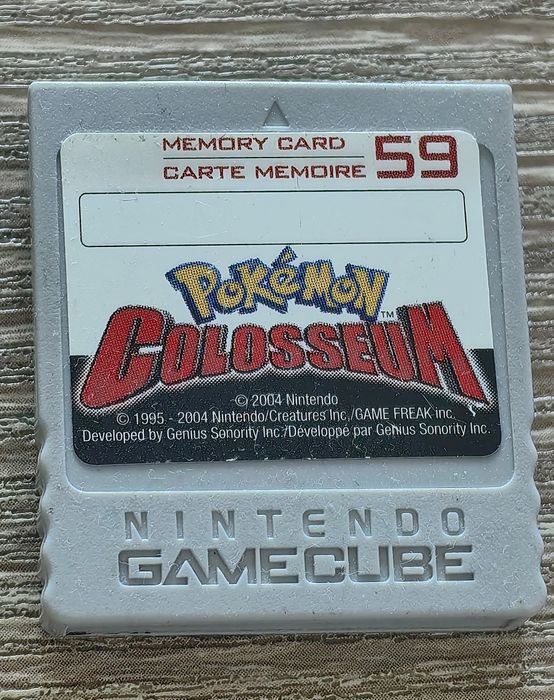 MEMORY CARD
CARTE MEMOIRE 59
POKéMON
COLOSSEUM™
© 2004 Nintendo
© 1995 - 2004 Nintendo/Creatures Inc./GAME FREAK inc.
Developed by Genius Sonority Inc./Développé par Genius Sonority Inc.
NINTENDO
GAMECUBE